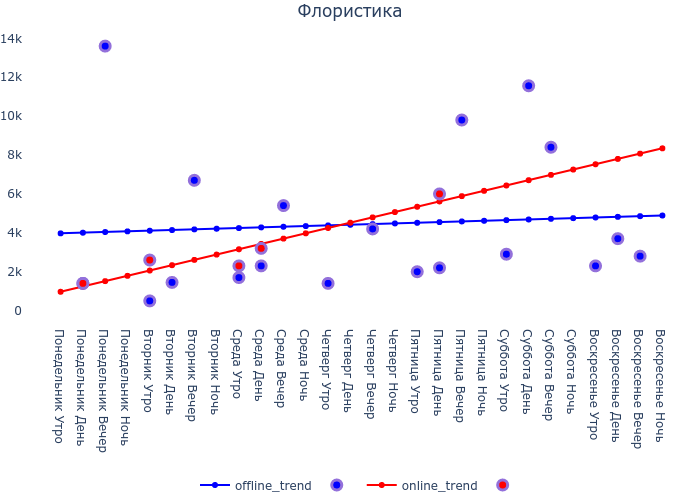 Флористика
14k
12k
10k
8k
6k
4k
2k
0
Понедельник Утро
Понедельник День
Понедельник Вечер
Понедельник Ночь
Вторник Утро
Вторник День
Вторник Вечер
Вторник Ночь
Среда Утро
Среда День
Среда Вечер
Среда Ночь
Четверг Утро
Четверг День
Четверг Вечер
Четверг Ночь
Пятница Утро
Пятница День
Пятница Вечер
Пятница Ночь
Суббота Утро
Суббота День
Суббота Вечер
Суббота Ночь
Воскресенье Утро
Воскресенье День
Воскресенье Вечер
Воскресенье Ночь
offline_trend online_trend